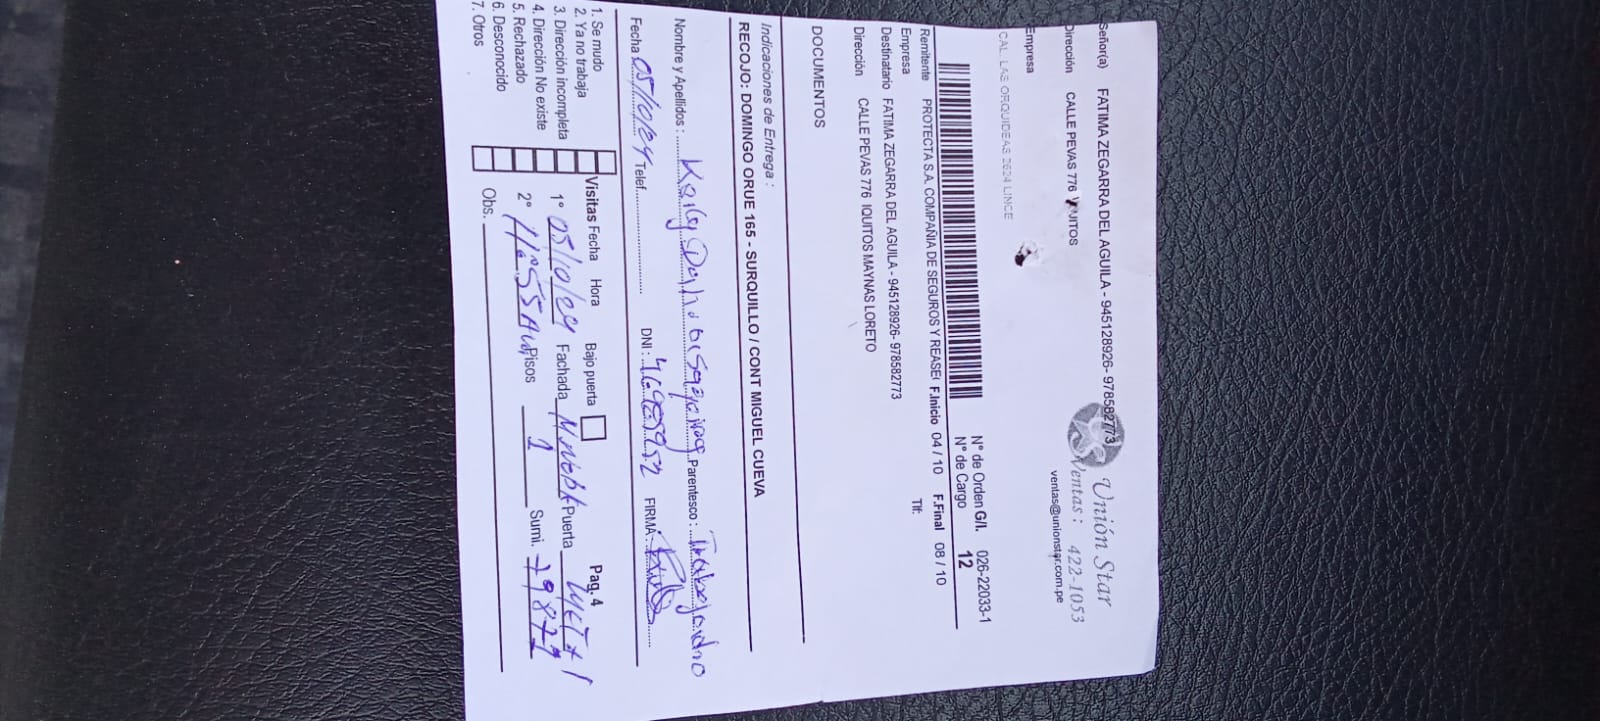 Señor(a) FATIMA ZEGARRA DEL AGUILA - 945128926- 978582773
Dirección CALLE PEVAS 776 IQUITOS
Empresa
CAL. LAS ORQUIDEAS 2624 LINCE
Unión Star
Ventas: 422-1053
ventas@unionstar.com.pe
N° de Orden G/I. 026-22033-1
N° de Cargo 12
Remitente PROTECTA S.A. COMPAÑIA DE SEGUROS Y REASE( F.Inicio 04 / 10 F.Final 08 / 10
Empresa Tlf:
Destinatario FATIMA ZEGARRA DEL AGUILA - 945128926- 978582773
Dirección CALLE PEVAS 776 IQUITOS MAYNAS LORETO
DOCUMENTOS
Indicaciones de Entrega :
RECOJO: DOMINGO ORUE 165 - SURQUILLO / CONT MIGUEL CUEVA
Nombre y Apellidos : Parentesco :
Fecha 05/10/24 Telef. DNI : 46985952 FIRMA :
1. Se mudo
2. Ya no trabaja
3. Dirección incompleta
4. Dirección No existe
5. Rechazado
6. Desconocido
7. Otros
Visitas Fecha Hora Bajo puerta Pag. 4
1° 05/10/24 Fachada Puerta
2° 11:55 AM Pisos 1 Sumi. 79877
Obs.